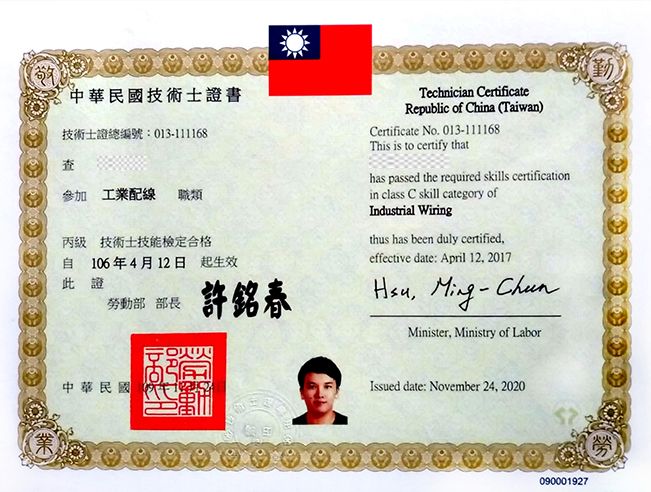 中華民國技術士證書
技術士證總編號：013-111168
查
參加 工業配線 職類
丙級 技術士技能檢定合格
自 106年4月12日 起生效
此 證
勞動部 部長 許銘春
中華民國109年
Technician Certificate
Republic of China (Taiwan)
Certificate No. 013-111168
This is to certify that
has passed the required skills certification
in class C skill category of
Industrial Wiring
thus has been duly certified,
effective date: April 12, 2017
Hsu, Ming-Chun
Minister, Ministry of Labor
Issued date: November 24, 2020
敬
勤
業
勞
090001927